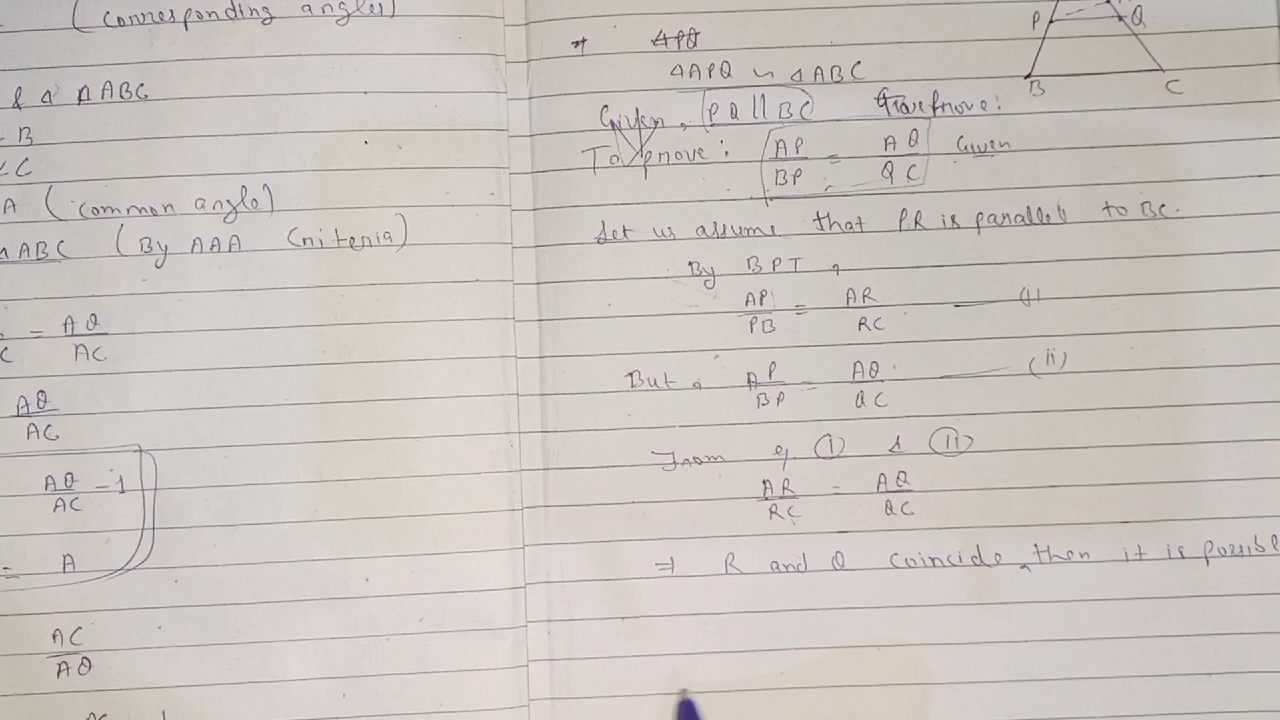 (Corresponding angles)
& Δ ΔABC
B
<C
A (common angle)
ABC (By AAA Criteria)
C = AQ/AC
AQ/AC
AQ/AC - 1
= A
AC/AQ
P Q
B C
⇒ ΔPQ
ΔAPQ ~ ΔABC
Given, PQ || BC prove:
To prove: AP/BP = AQ/QC Given
Let us assume that PR is parallel to BC.
By BPT,
AP/PB = AR/RC — (i)
But, AP/BP = AQ/QC — (ii)
From eq (i) & (ii)
AR/RC = AQ/QC
⇒ R and Q coincide, then it is possible